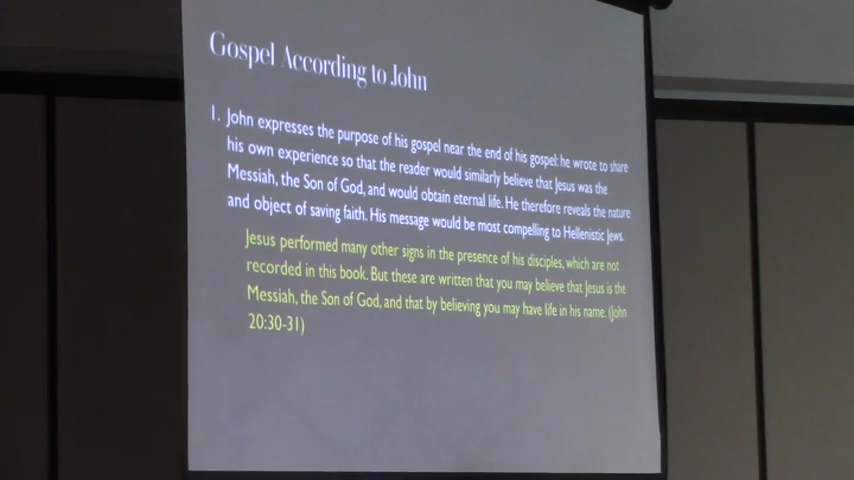 Gospel According to John
1. John expresses the purpose of his gospel near the end of his gospel: he wrote to share
his own experience so that the reader would similarly believe that Jesus was the
Messiah, the Son of God, and would obtain eternal life. He therefore reveals the nature
and object of saving faith. His message would be most compelling to Hellenistic Jews.
Jesus performed many other signs in the presence of his disciples, which are not
recorded in this book. But these are written that you may believe that Jesus is the
Messiah, the Son of God, and that by believing you may have life in his name. (John
20:30-31)